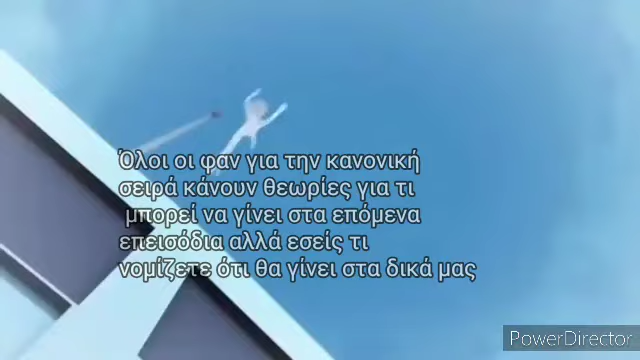 Όλοι οι φαν για την κανονική
σειρά κάνουν θεωρίες για τι
μπορεί να γίνει στα επόμενα
επεισόδια αλλά εσείς τι
νομίζετε ότι θα γίνει στα δικά μας
PowerDirector